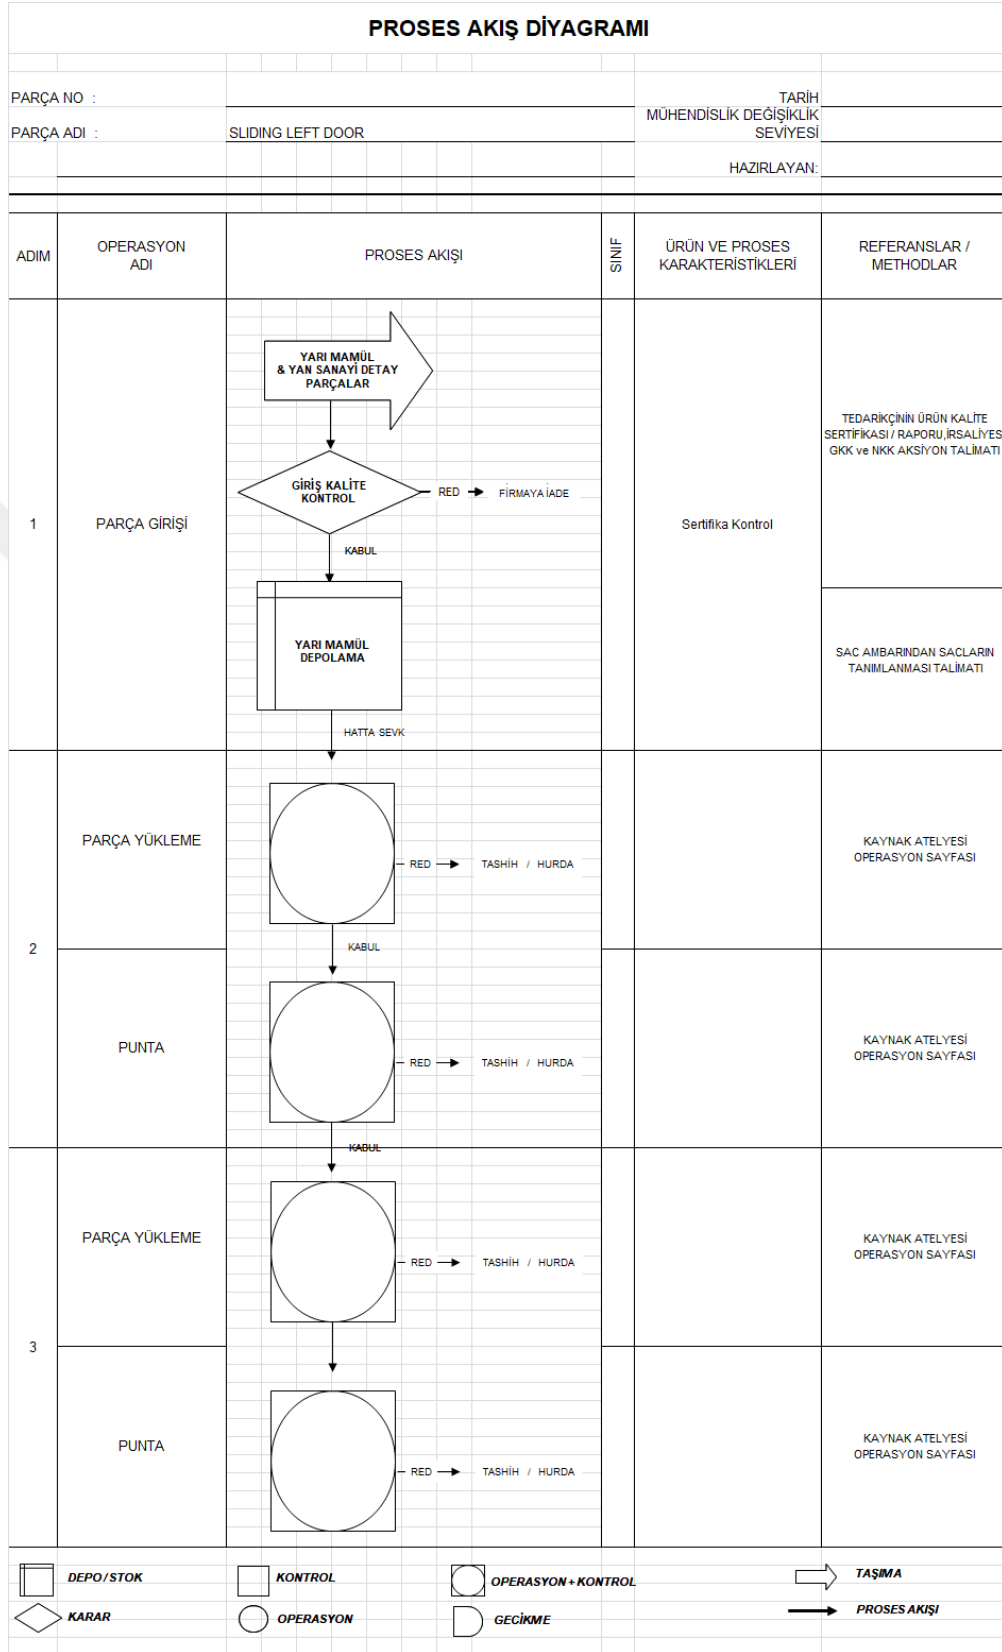 PROSES AKIŞ DİYAGRAMI
PARÇA NO :
TARİH
PARÇA ADI :
SLIDING LEFT DOOR
MÜHENDİSLİK DEĞİŞİKLİK
SEVİYESİ
HAZIRLAYAN:
ADIM
OPERASYON
ADI
PROSES AKIŞI
SINIF
ÜRÜN VE PROSES
KARAKTERİSTİKLERİ
REFERANSLAR /
METHODLAR
1
PARÇA GİRİŞİ
YARI MAMÜL
& YAN SANAYİ DETAY
PARÇALAR
GİRİŞ KALİTE
KONTROL
RED
FİRMAYA İADE
KABUL
YARI MAMÜL
DEPOLAMA
HATTA SEVK
Sertifika Kontrol
TEDARİKÇİNİN ÜRÜN KALİTE
SERTİFİKASI / RAPORU,İRSALİYES
GKK ve NKK AKSİYON TALİMATI
SAC AMBARINDAN SACLARIN
TANIMLANMASI TALİMATI
2
PARÇA YÜKLEME
RED
TASHİH / HURDA
KABUL
KAYNAK ATELYESİ
OPERASYON SAYFASI
PUNTA
RED
TASHİH / HURDA
KABUL
KAYNAK ATELYESİ
OPERASYON SAYFASI
3
PARÇA YÜKLEME
RED
TASHİH / HURDA
KAYNAK ATELYESİ
OPERASYON SAYFASI
PUNTA
RED
TASHİH / HURDA
KAYNAK ATELYESİ
OPERASYON SAYFASI
DEPO / STOK
KONTROL
OPERASYON + KONTROL
TAŞIMA
KARAR
OPERASYON
GECİKME
PROSES AKIŞI